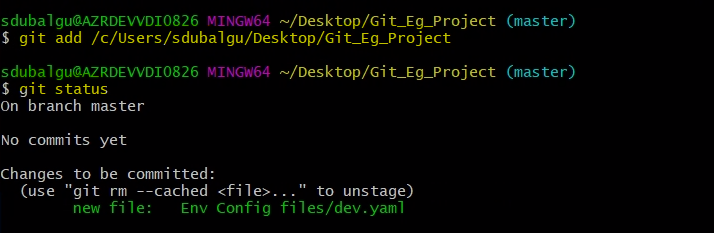 sdubalgu@AZRDEVVDI0826 MINGW64 ~/Desktop/Git_Eg_Project (master)
$ git add /c/Users/sdubalgu/Desktop/Git_Eg_Project
sdubalgu@AZRDEVVDI0826 MINGW64 ~/Desktop/Git_Eg_Project (master)
$ git status
On branch master
No commits yet
Changes to be committed:
  (use "git rm --cached <file>..." to unstage)
        new file:   Env Config files/dev.yaml